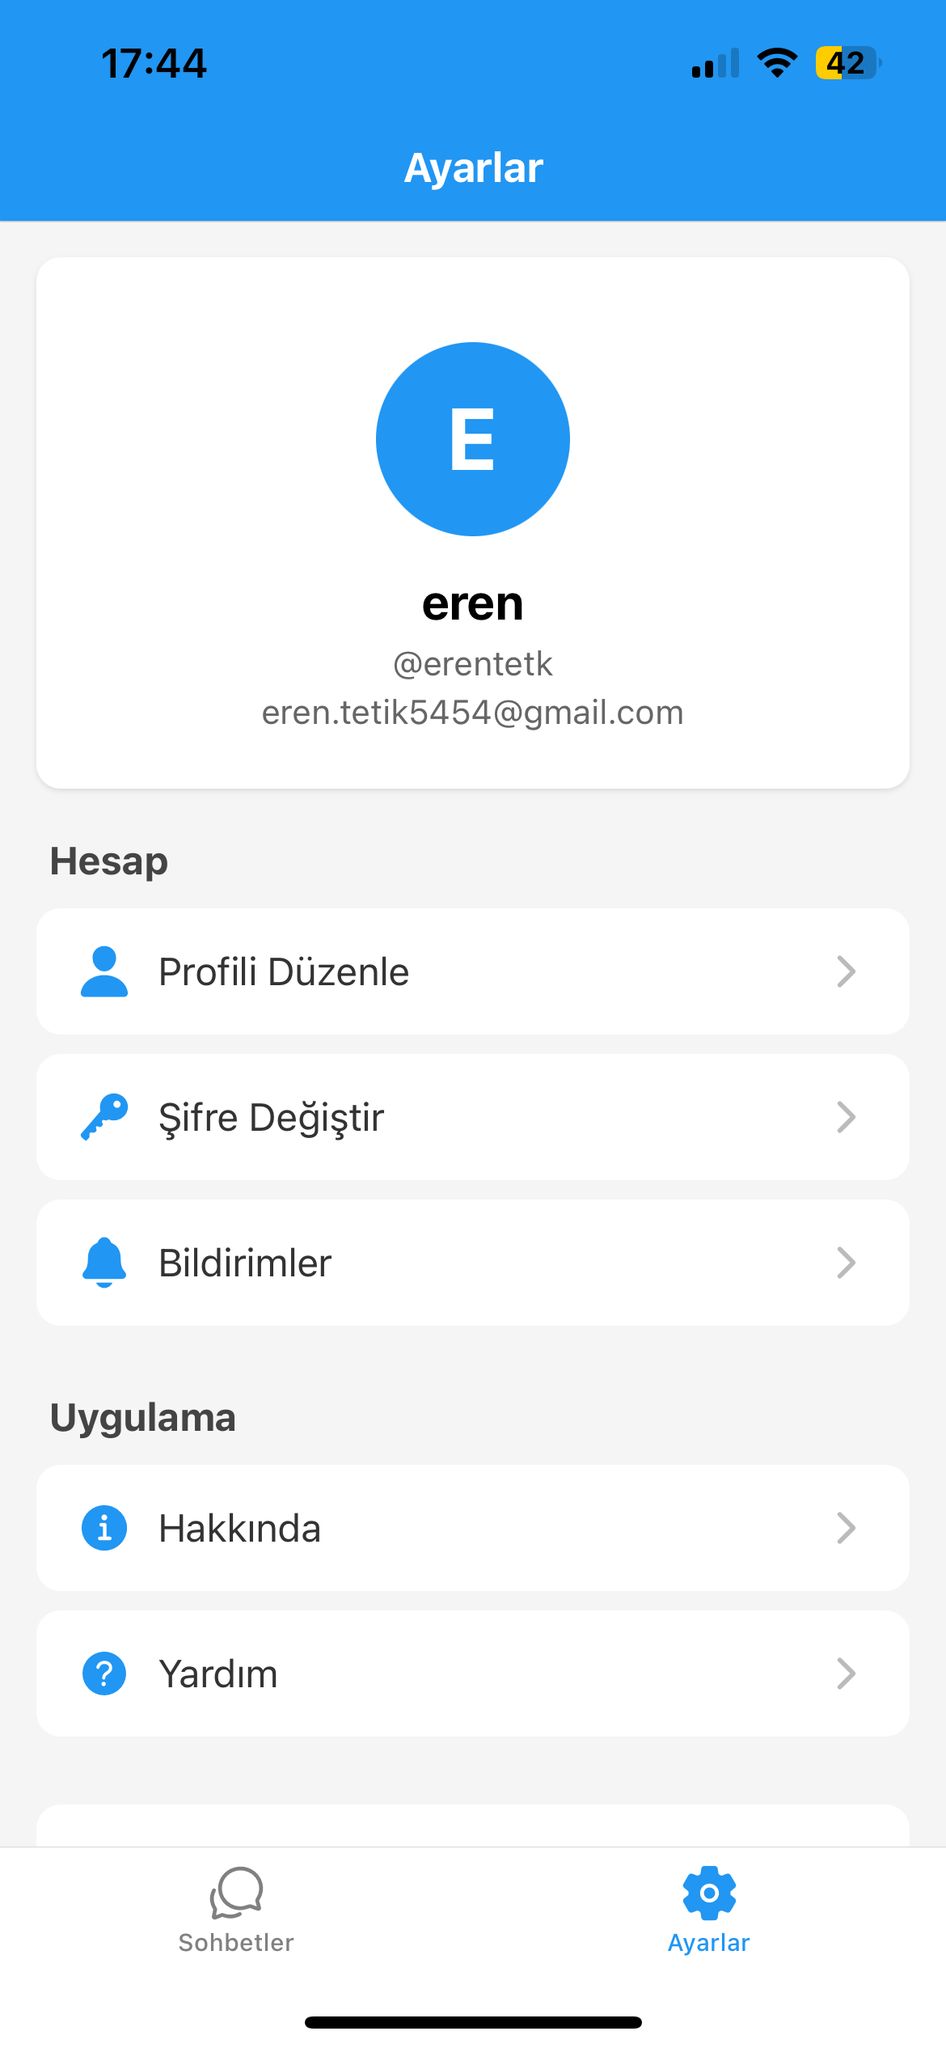 17:44
42
Ayarlar
E
eren
@erentetk
eren.tetik5454@gmail.com
Hesap
Profili Düzenle
Şifre Değiştir
Bildirimler
Uygulama
Hakkında
Yardım
Sohbetler
Ayarlar